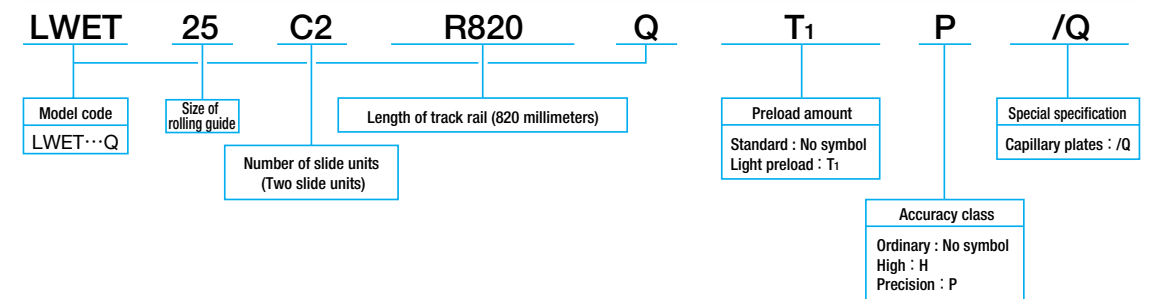 LWET 25 C2 R820 Q T1 P /Q
Model code
LWET…Q
Size of
rolling guide
Number of slide units
(Two slide units)
Length of track rail (820 millimeters)
Preload amount
Standard : No symbol
Light preload : T1
Accuracy class
Ordinary : No symbol
High : H
Precision : P
Special specification
Capillary plates : /Q